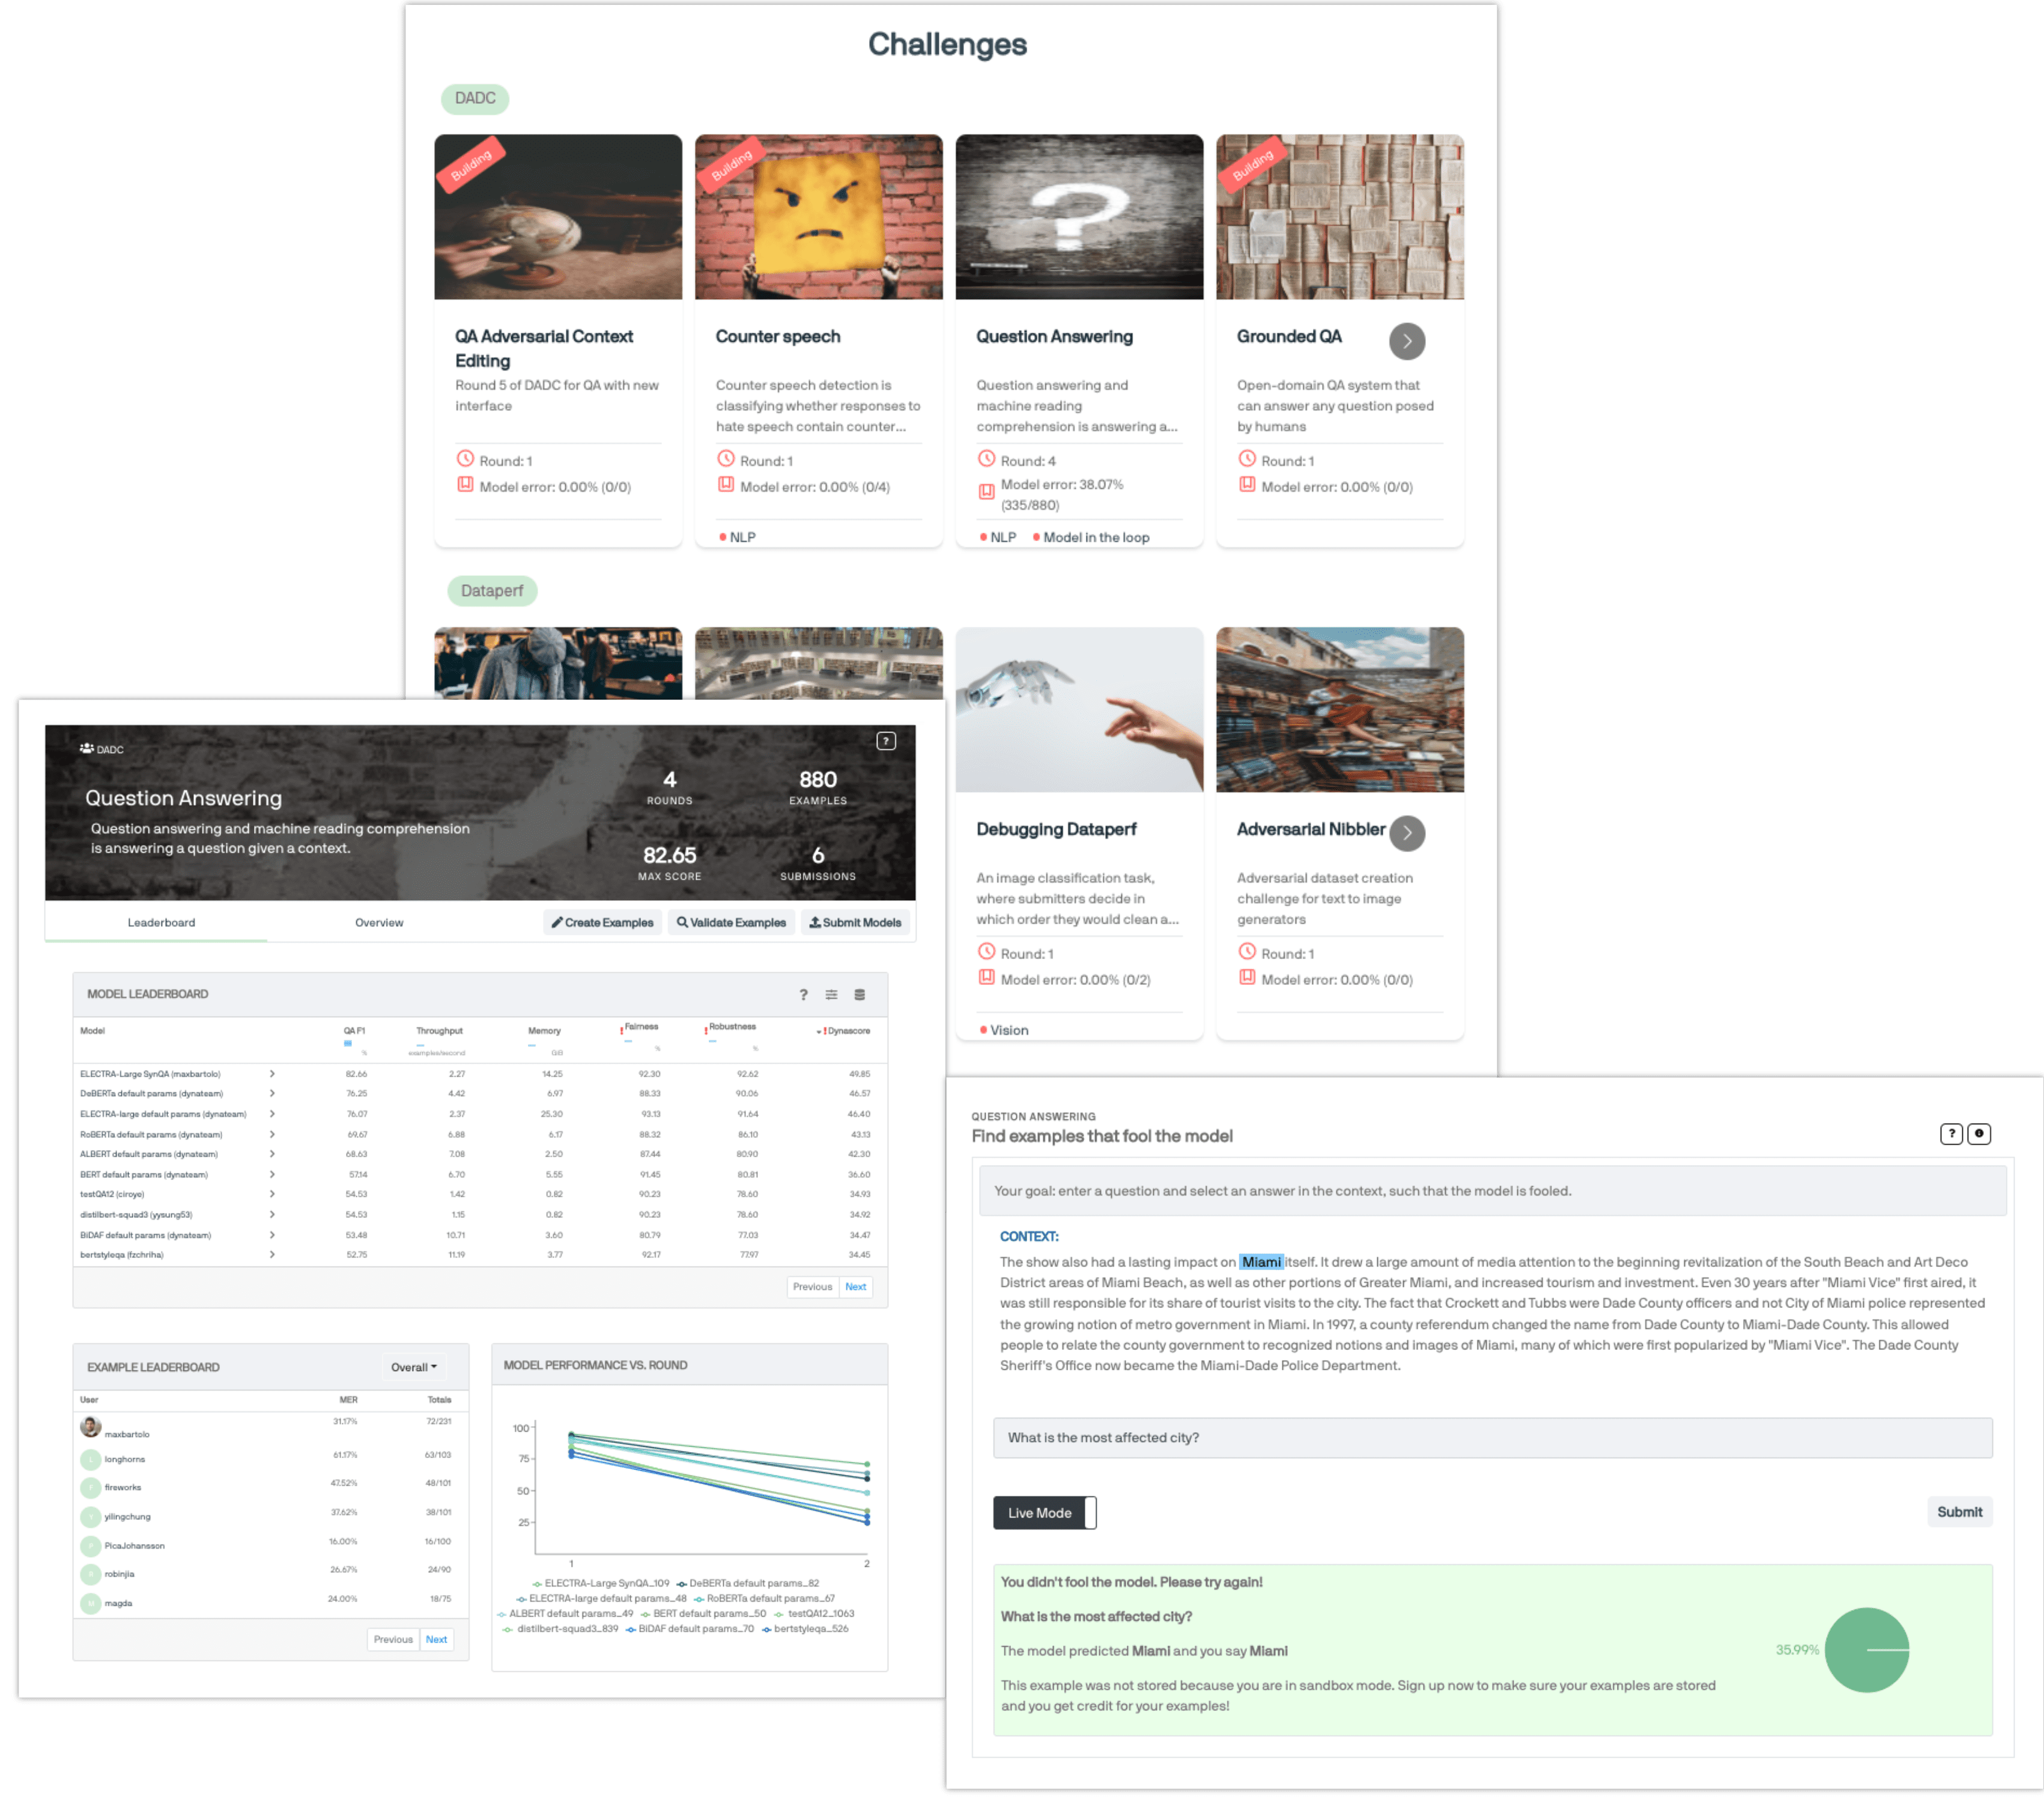 Challenges
DADC
Building
Building
Building
QA Adversarial Context
Editing
Round 5 of DADC for QA with new
interface
Round: 1
Model error: 0.00% (0/0)
Counter speech
Counter speech detection is
classifying whether responses to
hate speech contain counter...
Round: 1
Model error: 0.00% (0/4)
NLP
Question Answering
Question answering and
machine reading
comprehension is answering a...
Round: 4
Model error: 38.07%
(335/880)
NLP Model in the loop
Grounded QA
Open-domain QA system that
can answer any question posed
by humans
Round: 1
Model error: 0.00% (0/0)
Dataperf
Debugging Dataperf
An image classification task,
where submitters decide in
which order they would clean a...
Round: 1
Model error: 0.00% (0/2)
Vision
Adversarial Nibbler
Adversarial dataset creation
challenge for text to image
generators
Round: 1
Model error: 0.00% (0/0)
DADC
?
Question Answering
Question answering and machine reading comprehension
is answering a question given a context.
4
ROUNDS
880
EXAMPLES
82.65
MAX SCORE
6
SUBMISSIONS
Leaderboard Overview Create Examples Validate Examples Submit Models
MODEL LEADERBOARD ?
Model QA F1 Throughput Memory Fairness Robustness Dynascore
% examples/second GiB % %
ELECTRA-Large SynQA (maxbartolo) 82.66 2.27 14.25 92.30 92.62 49.85
DeBERTa default params (dynateam) 76.25 4.42 6.97 88.33 90.06 46.57
ELECTRA-large default params (dynateam) 76.07 2.37 25.30 93.13 91.64 46.40
RoBERTa default params (dynateam) 69.67 6.88 6.17 88.32 86.10 43.13
ALBERT default params (dynateam) 68.63 7.08 2.50 87.44 80.90 42.30
BERT default params (dynateam) 57.14 6.70 5.55 91.45 80.81 36.60
testQA12 (ciroye) 54.53 1.42 0.82 90.23 78.60 34.93
distilbert-squad3 (yysung53) 54.53 1.15 0.82 90.23 78.60 34.92
BiDAF default params (dynateam) 53.48 10.71 3.60 80.79 77.03 34.47
bertstyleqa (fzchriha) 52.75 11.19 3.77 92.17 77.97 34.45
Previous Next
EXAMPLE LEADERBOARD Overall
User MER Totals
maxbartolo 31.17% 72/231
longhorns 61.17% 63/103
fireworks 47.52% 48/101
yilingchung 37.62% 38/101
PicaJohansson 16.00% 16/100
robinjia 26.67% 24/90
magda 24.00% 18/75
Previous Next
MODEL PERFORMANCE VS. ROUND
100
75
50
25
1 2
ELECTRA-Large SynQA_109 DeBERTa default params_82
ELECTRA-large default params_48 RoBERTa default params_67
ALBERT default params_49 BERT default params_50 testQA12_1063
distilbert-squad3_839 BiDAF default params_70 bertstyleqa_526
QUESTION ANSWERING
Find examples that fool the model
?
Your goal: enter a question and select an answer in the context, such that the model is fooled.
CONTEXT:
The show also had a lasting impact on Miami itself. It drew a large amount of media attention to the beginning revitalization of the South Beach and Art Deco
District areas of Miami Beach, as well as other portions of Greater Miami, and increased tourism and investment. Even 30 years after "Miami Vice" first aired, it
was still responsible for its share of tourist visits to the city. The fact that Crockett and Tubbs were Dade County officers and not City of Miami police represented
the growing notion of metro government in Miami. In 1997, a county referendum changed the name from Dade County to Miami-Dade County. This allowed
people to relate the county government to recognized notions and images of Miami, many of which were first popularized by "Miami Vice". The Dade County
Sheriff's Office now became the Miami-Dade Police Department.
What is the most affected city?
Live Mode
Submit
You didn't fool the model. Please try again!
What is the most affected city?
The model predicted Miami and you say Miami
35.99%
This example was not stored because you are in sandbox mode. Sign up now to make sure your examples are stored
and you get credit for your examples!